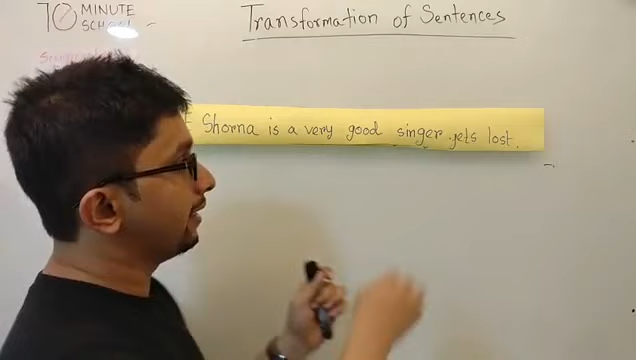 10 MINUTE
SCHOOL
Transformation of Sentences
Shorna is a very good singer gets lost.